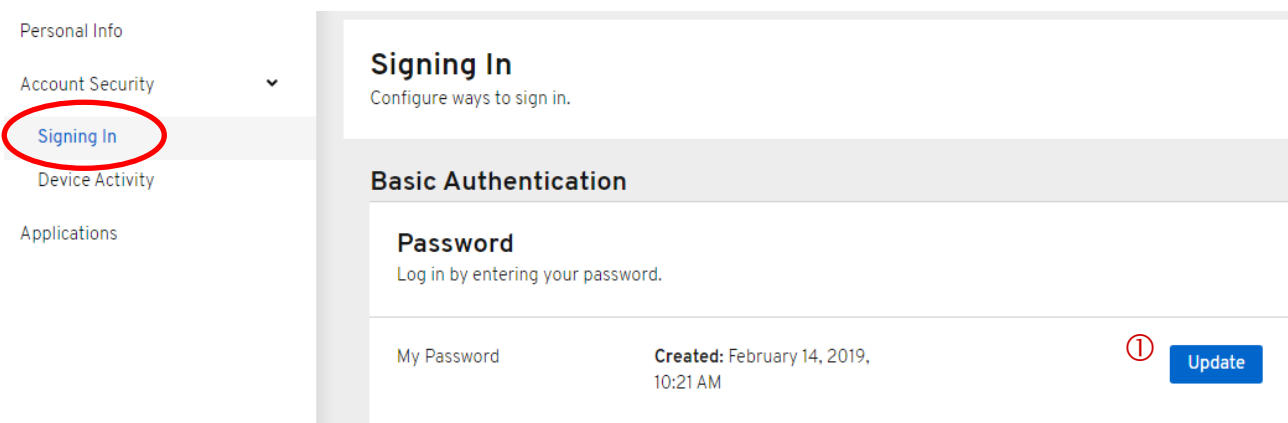 Personal Info
Account Security
Signing In
Device Activity
Applications
Signing In
Configure ways to sign in.
Basic Authentication
Password
Log in by entering your password.
My Password
Created: February 14, 2019,
10:21 AM
①
Update